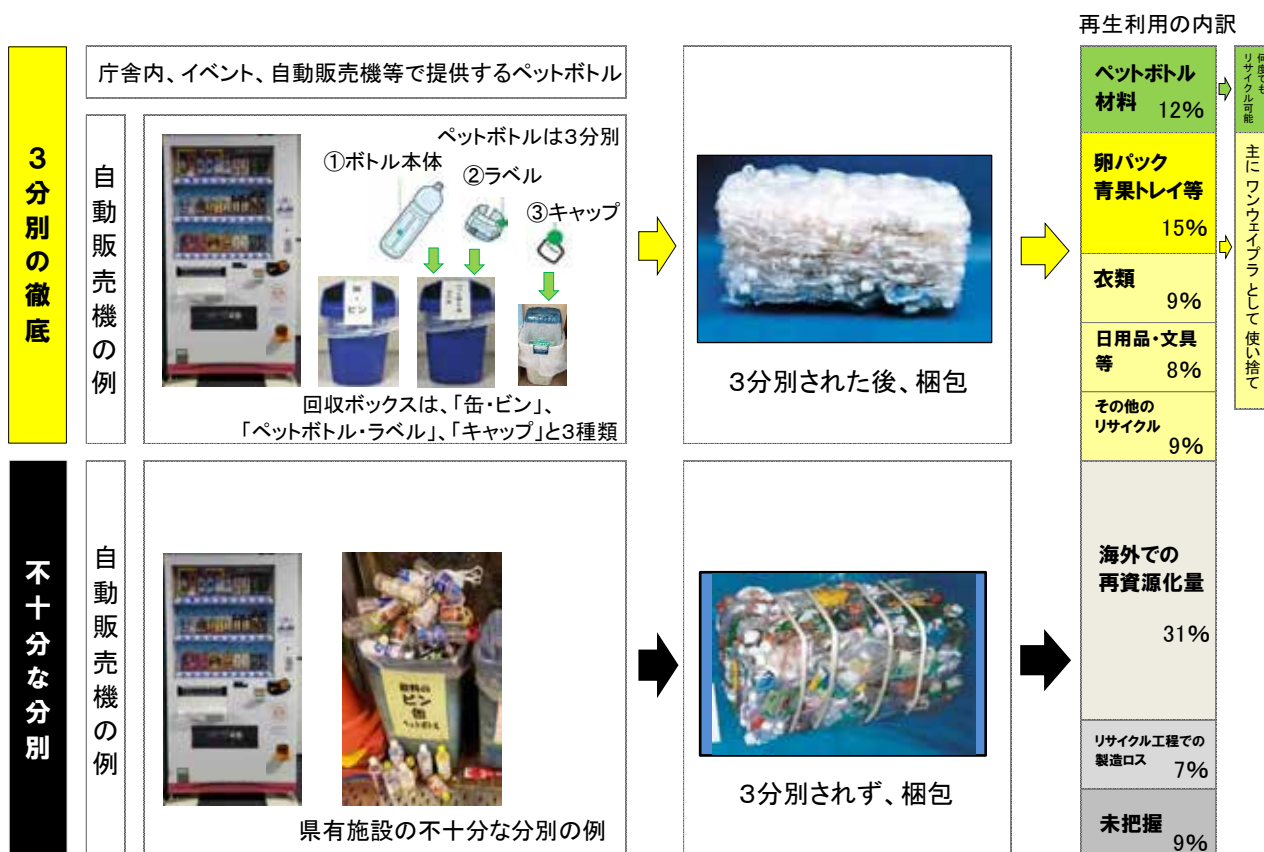 再生利用の内訳
3分別の徹底
庁舎内、イベント、自動販売機等で提供するペットボトル
自動販売機の例
ペットボトルは3分別
①ボトル本体
②ラベル
③キャップ
缶・ビン
回収ボックスは、「缶・ビン」、
「ペットボトル・ラベル」、「キャップ」と3種類
3分別された後、梱包
ペットボトル
材料 12%
何度でも
リサイクル可能
卵パック
青果トレイ等
15%
主に ワンウェイプラ として 使い捨て
衣類
9%
日用品・文具
等 8%
その他の
リサイクル
9%
不十分な分別
自動販売機の例
ビン
缶
ペットボトル
県有施設の不十分な分別の例
3分別されず、梱包
海外での
再資源化量
31%
リサイクル工程での
製造ロス
7%
未把握
9%